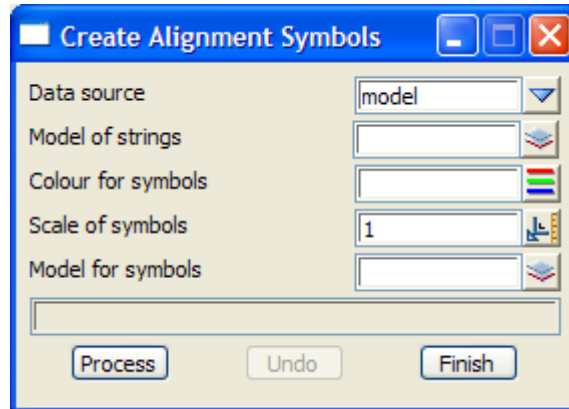 Create Alignment Symbols
Data source model
Model of strings
Colour for symbols
Scale of symbols 1
Model for symbols
Process Undo Finish